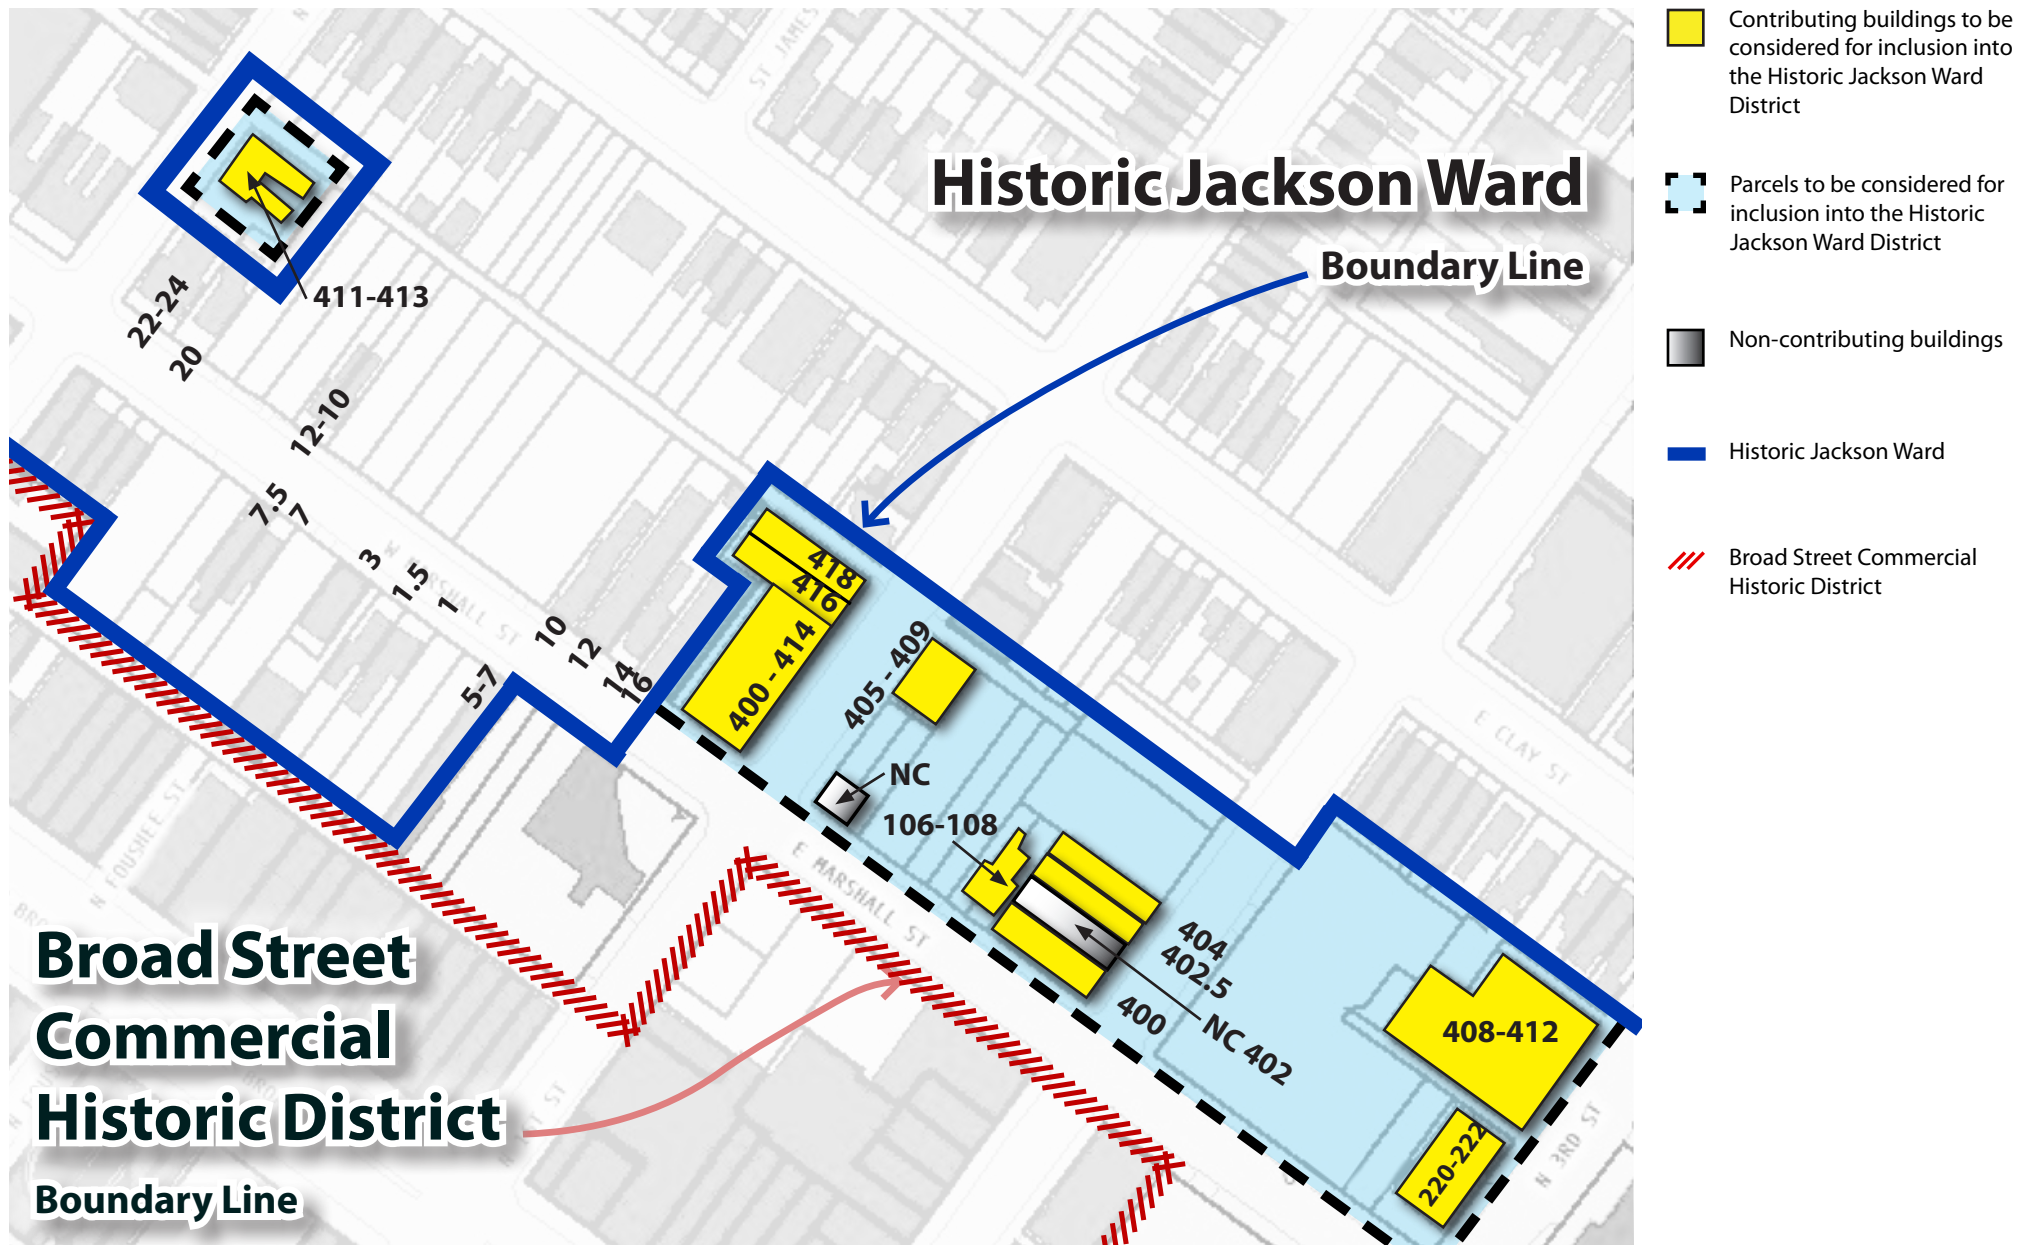 Contributing buildings to be
considered for inclusion into
the Historic Jackson Ward
District
Parcels to be considered for
inclusion into the Historic
Jackson Ward District
Non-contributing buildings
Historic Jackson Ward
Broad Street Commercial
Historic District
ST JAMES
Historic Jackson Ward
Boundary Line
411-413
22-24
20
12-10
7.5
7
3
1.5
1
W MARSHALL ST
10
12
14
16
5-7
418
416
400 - 414
405 - 409
NC
106-108
404
402.5
NC 402
400
408-412
220-222
E CLAY ST
E MARSHALL ST
N 3RD ST
N FOUSHEE ST
Broad Street
Commercial
Historic District
Boundary Line